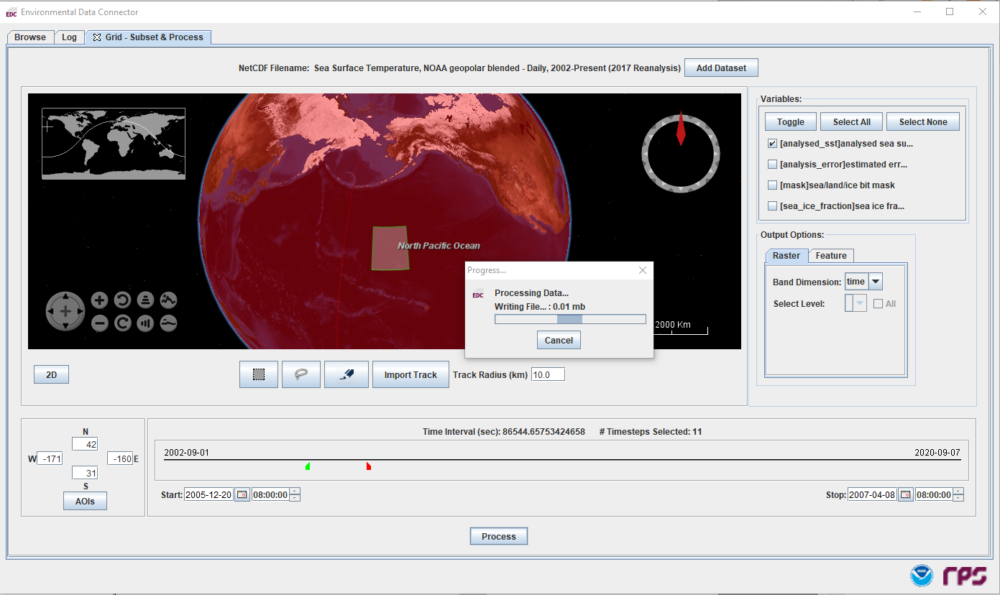 EDC Environmental Data Connector
Browse Log Grid - Subset & Process
NetCDF Filename: Sea Surface Temperature, NOAA geopolar blended - Daily, 2002-Present (2017 Reanalysis) Add Dataset
Variables:
Toggle Select All Select None
[analysed_sst]analysed sea su...
[analysis_error]estimated err...
[mask]sea/land/ice bit mask
[sea_ice_fraction]sea ice fra...
Output Options:
Raster Feature
Band Dimension: time
Select Level: All
North Pacific Ocean
2000 Km
Progress...
EDC Processing Data...
Writing File... : 0.01 mb
Cancel
2D Import Track Track Radius (km) 10.0
N
42
W -171 -160 E
31
S
AOIs
Time Interval (sec): 86544.65753424658 # Timesteps Selected: 11
2002-09-01 2020-09-07
Start: 2005-12-20 08:00:00 Stop: 2007-04-08 08:00:00
Process
rps